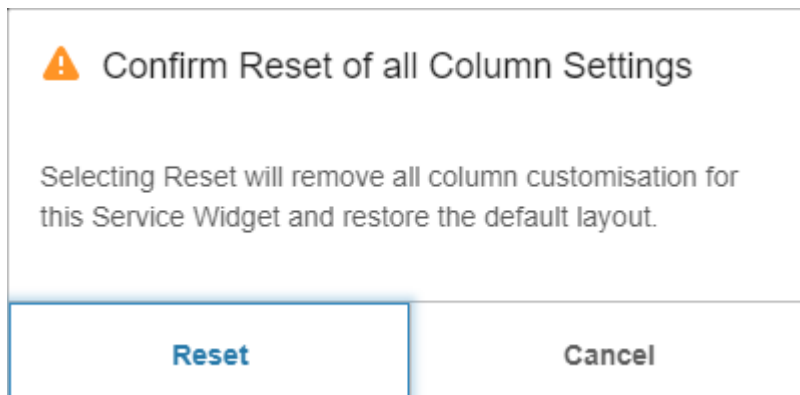 Confirm Reset of all Column Settings
Selecting Reset will remove all column customisation for
this Service Widget and restore the default layout.
Reset
Cancel